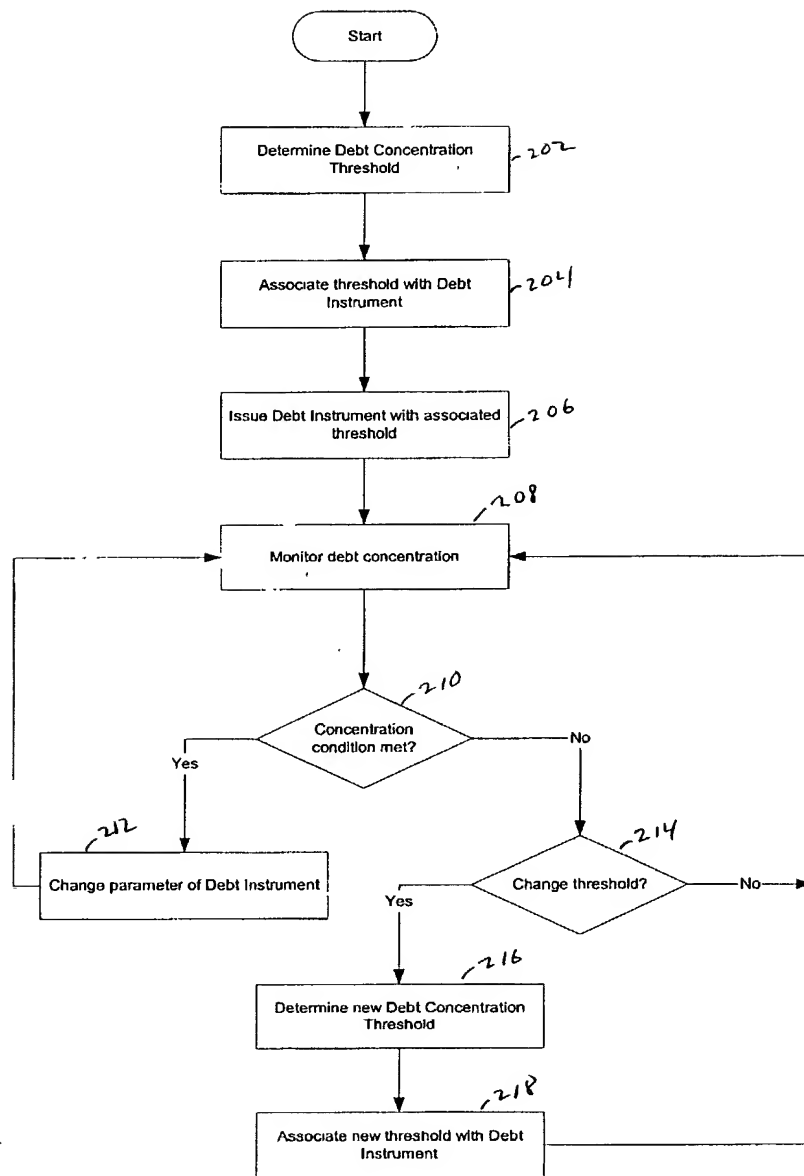 Start
Determine Debt Concentration
Threshold
202
Associate threshold with Debt
Instrument
204
Issue Debt Instrument with associated
threshold
206
208
Monitor debt concentration
210
Concentration
condition met?
Yes
No
212
Change parameter of Debt Instrument
214
Change threshold?
No
Yes
216
Determine new Debt Concentration
Threshold
218
Associate new threshold with Debt
Instrument